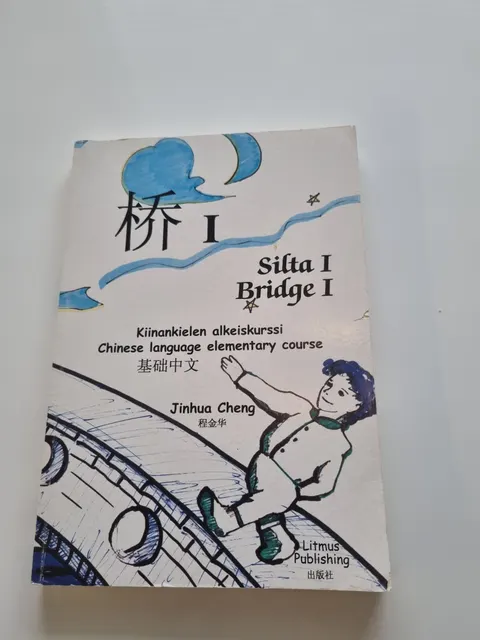 桥 I
Silta I
Bridge I
Kiinankielen alkeiskurssi
Chinese language elementary course
基础中文
Jinhua Cheng
程金华
Litmus
Publishing
出版社